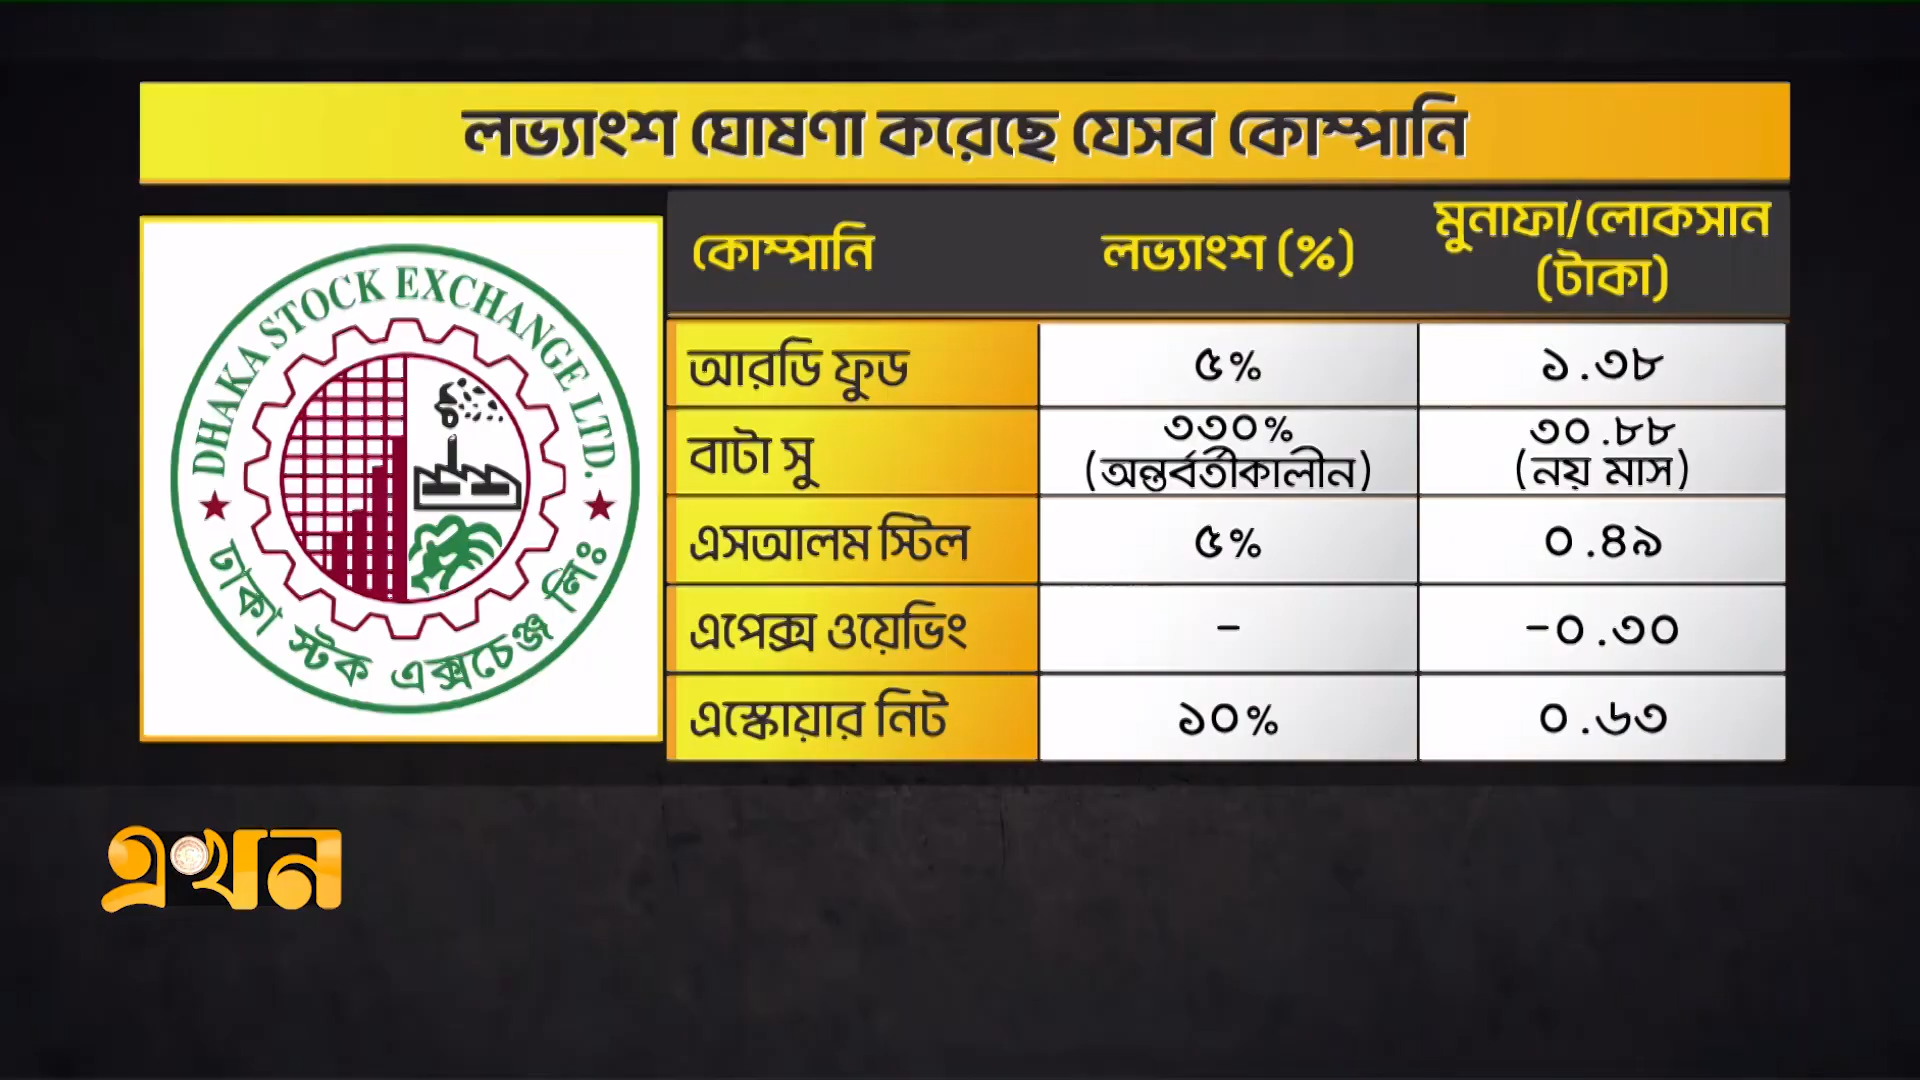 লভ্যাংশ ঘোষণা করেছে যেসব কোম্পানি
DHAKA STOCK EXCHANGE LTD.
ঢাকা স্টক এক্সচেঞ্জ লিঃ
কোম্পানি লভ্যাংশ (%) মুনাফা/লোকসান (টাকা)
আরডি ফুড ৫% ১.৩৮
বাটা সু ৩৩০% (অন্তর্বর্তীকালীন) ৩০.৮৮ (নয় মাস)
এসআলম স্টিল ৫% ০.৪৯
এপেক্স ওয়েভিং - -০.৩০
এস্কোয়ার নিট ১০% ০.৬৩
এখন